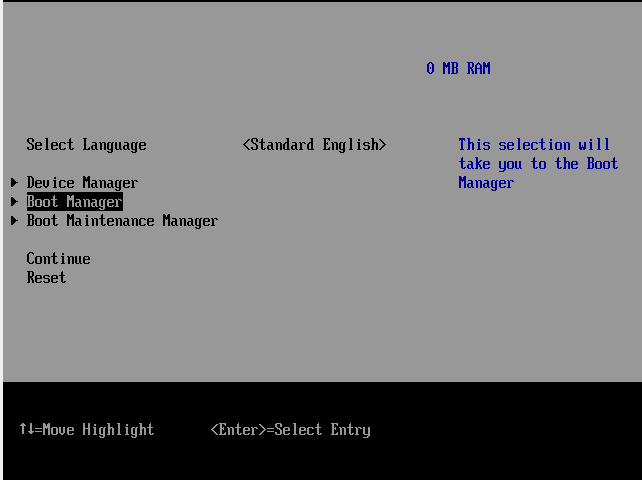 0 MB RAM
Select Language <Standard English> This selection will
take you to the Boot
Device Manager Manager
Boot Manager
Boot Maintenance Manager
Continue
Reset
↑↓=Move Highlight <Enter>=Select Entry